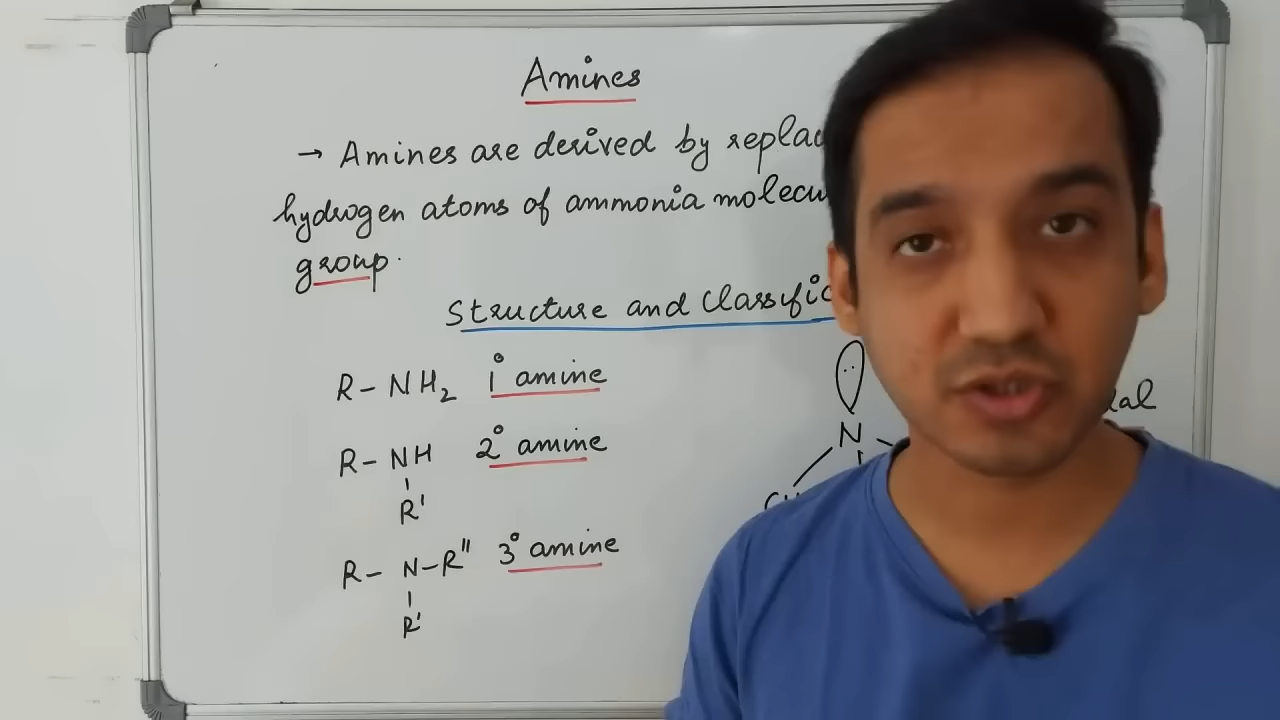 Amines
→ Amines are derived by replac
hydrogen atoms of ammonia molecu
group.
Structure and Classific
R – NH₂ 1° amine
R – NH 2° amine
R'
R – N – R" 3° amine
R'
N